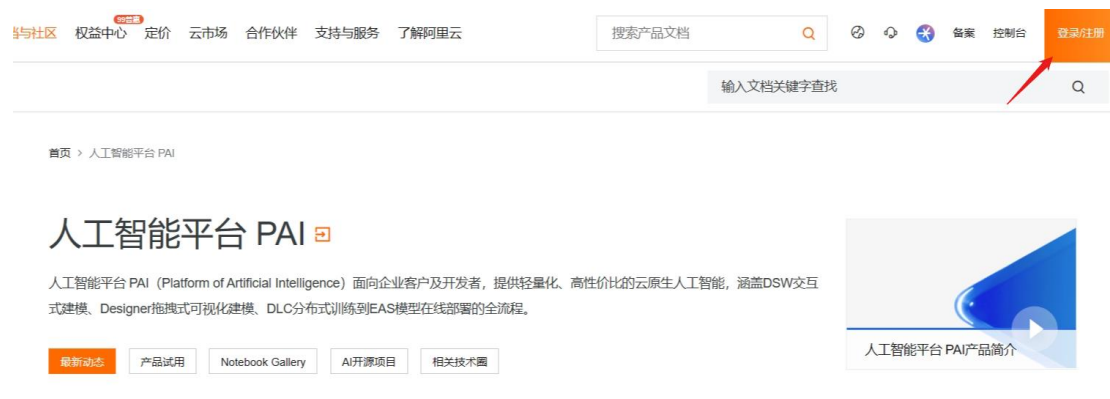 99营惠
社区 权益中心 定价 云市场 合作伙伴 支持与服务 了解阿里云 搜索产品文档 备案 控制台 登录/注册
输入文档关键字查找
首页 > 人工智能平台 PAI
人工智能平台 PAI
人工智能平台 PAI（Platform of Artificial Intelligence）面向企业客户及开发者，提供轻量化、高性价比的云原生人工智能，涵盖DSW交互
式建模、Designer拖拽式可视化建模、DLC分布式训练到EAS模型在线部署的全流程。
最新动态 产品试用 Notebook Gallery AI开源项目 相关技术圈
人工智能平台 PAI产品简介